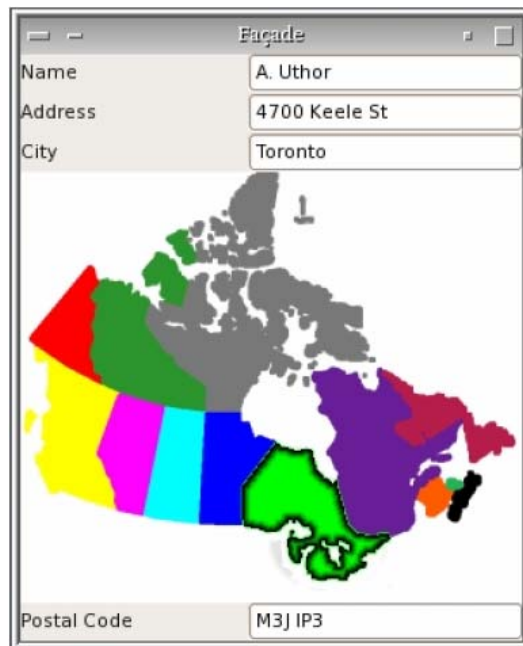 Façade
Name A. Uthor
Address 4700 Keele St
City Toronto
Postal Code M3J IP3